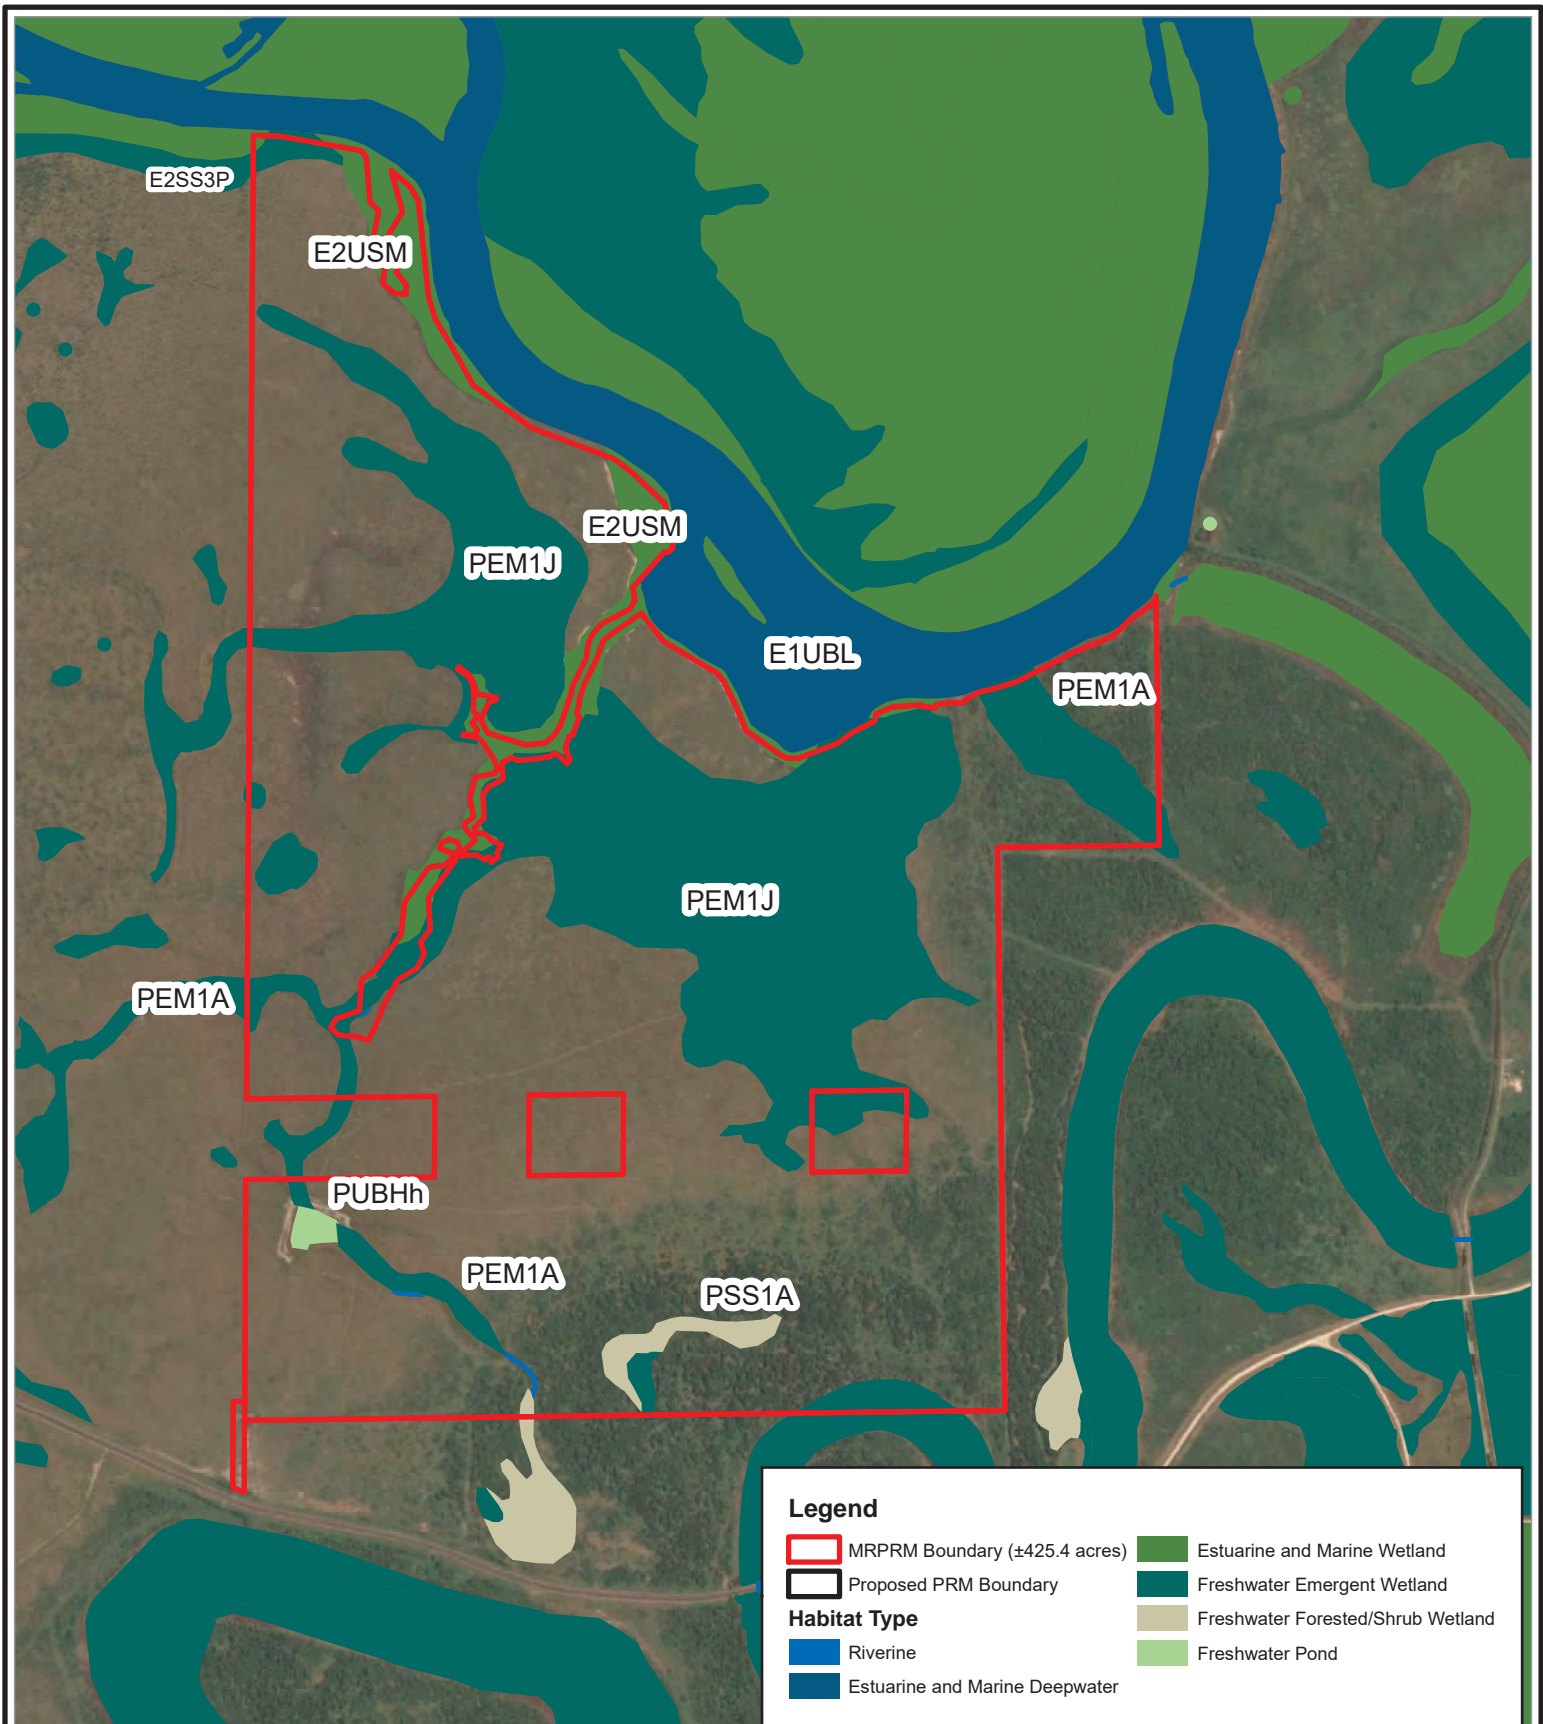 E2SS3P
E2USM
E2USM
PEM1J
E1UBL
PEM1A
PEM1J
PEM1A
PUBHh
PEM1A
PSS1A
Legend
MRPRM Boundary (±425.4 acres)
Proposed PRM Boundary
Habitat Type
Riverine
Estuarine and Marine Deepwater
Estuarine and Marine Wetland
Freshwater Emergent Wetland
Freshwater Forested/Shrub Wetland
Freshwater Pond